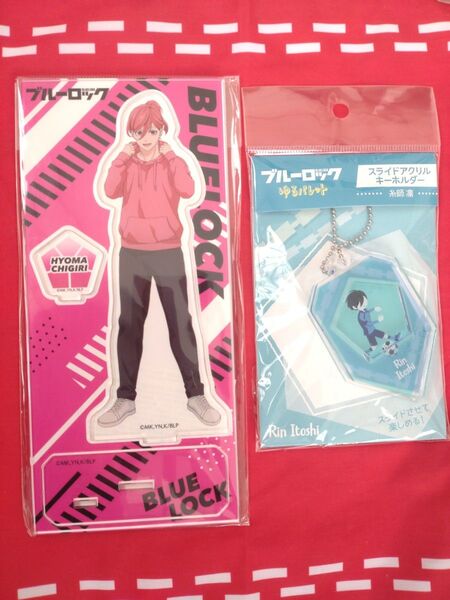 ブルーロック
BLUELOCK
HYOMA
CHIGIRI
©MK,YN,K/BLP
©MK,YN,K/BLP
BLUE
LOCK
ブルーロック
ゆるパレット
スライドアクリル
キーホルダー
糸師 凛
Rin
Itoshi
Rin Itoshi
スライドさせて
楽しめる!